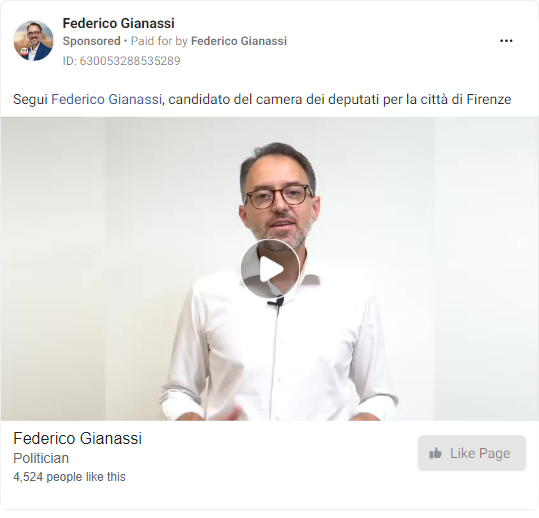 Federico Gianassi
Sponsored • Paid for by Federico Gianassi
ID: 630053288535289
Segui Federico Gianassi, candidato del camera dei deputati per la città di Firenze
Federico Gianassi
Politician
4,524 people like this
Like Page